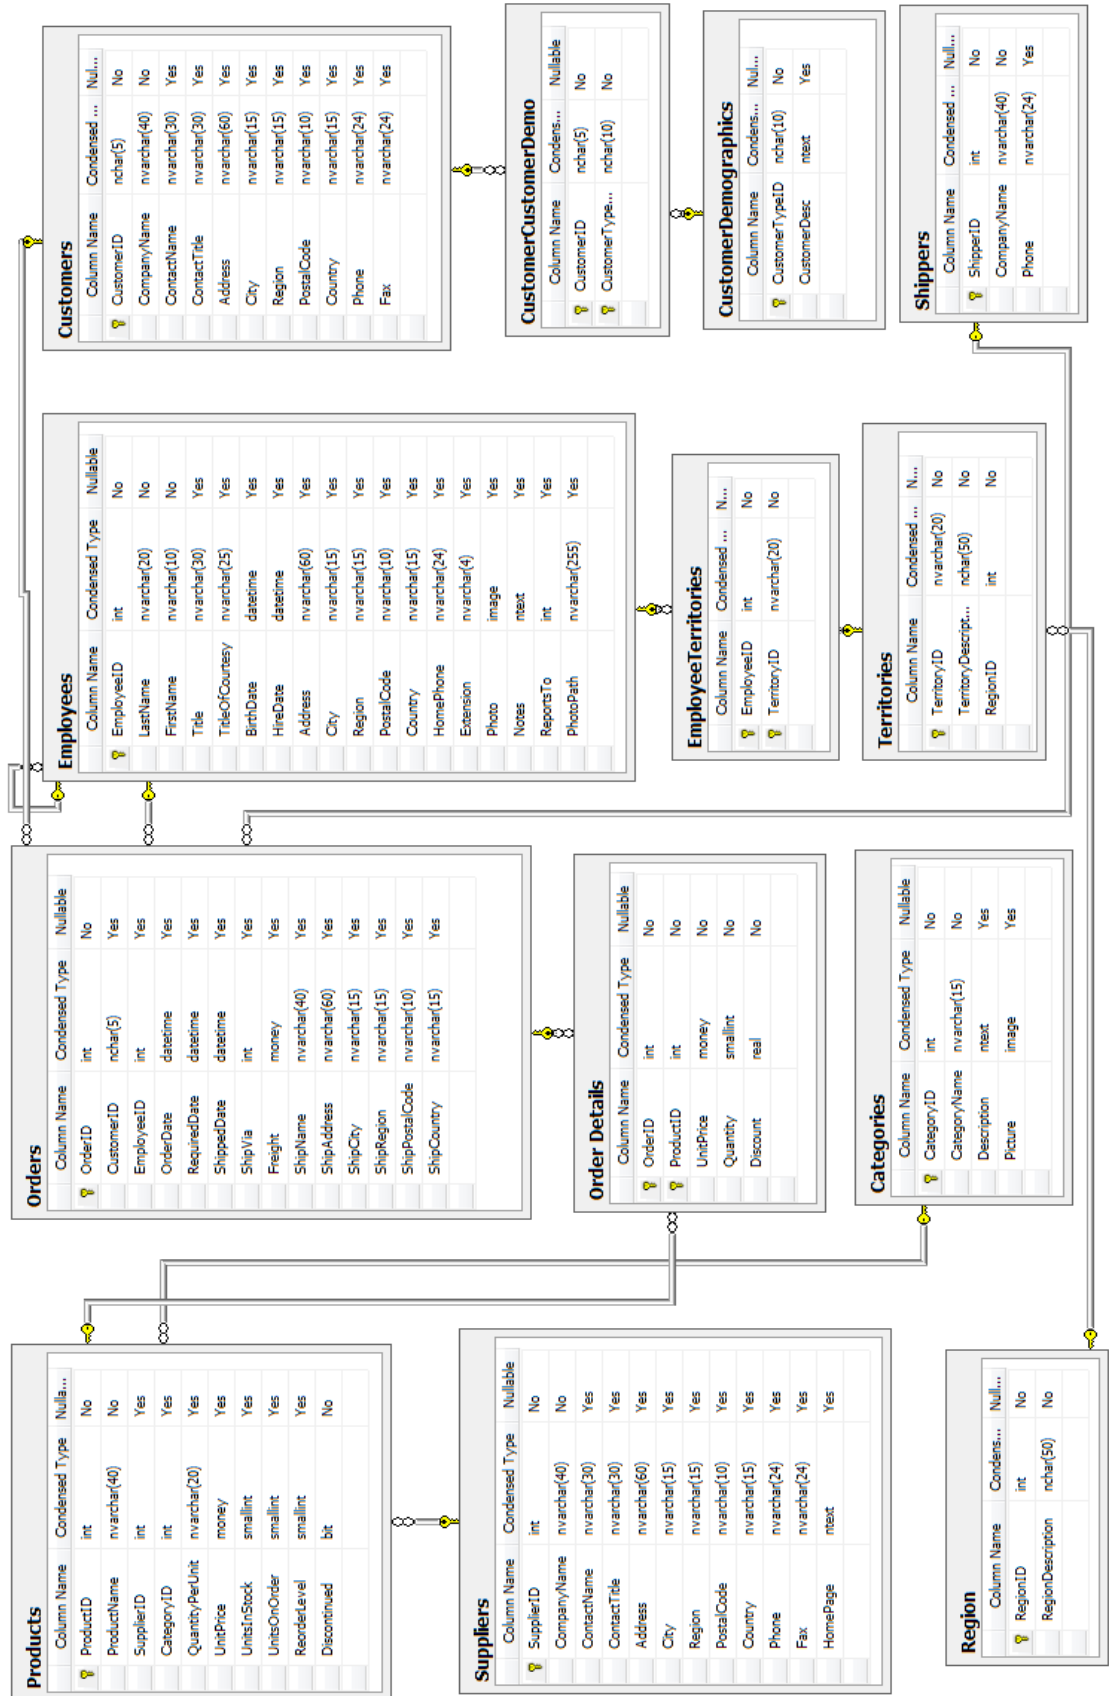 Products
Column Name Condensed Type Nulla...
ProductID int No
ProductName nvarchar(40) No
SupplierID int Yes
CategoryID int Yes
QuantityPerUnit nvarchar(20) Yes
UnitPrice money Yes
UnitsInStock smallint Yes
UnitsOnOrder smallint Yes
ReorderLevel smallint Yes
Discontinued bit No
Orders
Column Name Condensed Type Nullable
OrderID int No
CustomerID nchar(5) Yes
EmployeeID int Yes
OrderDate datetime Yes
RequiredDate datetime Yes
ShippedDate datetime Yes
ShipVia int Yes
Freight money Yes
ShipName nvarchar(40) Yes
ShipAddress nvarchar(60) Yes
ShipCity nvarchar(15) Yes
ShipRegion nvarchar(15) Yes
ShipPostalCode nvarchar(10) Yes
ShipCountry nvarchar(15) Yes
Employees
Column Name Condensed Type Nullable
EmployeeID int No
LastName nvarchar(20) No
FirstName nvarchar(10) No
Title nvarchar(30) Yes
TitleOfCourtesy nvarchar(25) Yes
BirthDate datetime Yes
HireDate datetime Yes
Address nvarchar(60) Yes
City nvarchar(15) Yes
Region nvarchar(15) Yes
PostalCode nvarchar(10) Yes
Country nvarchar(15) Yes
HomePhone nvarchar(24) Yes
Extension nvarchar(4) Yes
Photo image Yes
Notes ntext Yes
ReportsTo int Yes
PhotoPath nvarchar(255) Yes
Customers
Column Name Condensed ... Nul...
CustomerID nchar(5) No
CompanyName nvarchar(40) No
ContactName nvarchar(30) Yes
ContactTitle nvarchar(30) Yes
Address nvarchar(60) Yes
City nvarchar(15) Yes
Region nvarchar(15) Yes
PostalCode nvarchar(10) Yes
Country nvarchar(15) Yes
Phone nvarchar(24) Yes
Fax nvarchar(24) Yes
Suppliers
Column Name Condensed Type Nullable
SupplierID int No
CompanyName nvarchar(40) No
ContactName nvarchar(30) Yes
ContactTitle nvarchar(30) Yes
Address nvarchar(60) Yes
City nvarchar(15) Yes
Region nvarchar(15) Yes
PostalCode nvarchar(10) Yes
Country nvarchar(15) Yes
Phone nvarchar(24) Yes
Fax nvarchar(24) Yes
HomePage ntext Yes
Order Details
Column Name Condensed Type Nullable
OrderID int No
ProductID int No
UnitPrice money No
Quantity smallint No
Discount real No
EmployeeTerritories
Column Name Condensed ... N...
EmployeeID int No
TerritoryID nvarchar(20) No
CustomerCustomerDemo
Column Name Condens... Nullable
CustomerID nchar(5) No
CustomerType... nchar(10) No
CustomerDemographics
Column Name Condens... Nul...
CustomerTypeID nchar(10) No
CustomerDesc ntext Yes
Region
Column Name Condens... Null...
RegionID int No
RegionDescription nchar(50) No
Categories
Column Name Condensed Type Nullable
CategoryID int No
CategoryName nvarchar(15) No
Description ntext Yes
Picture image Yes
Territories
Column Name Condensed ... N...
TerritoryID nvarchar(20) No
TerritoryDescript... nchar(50) No
RegionID int No
Shippers
Column Name Condensed ... Null...
ShipperID int No
CompanyName nvarchar(40) No
Phone nvarchar(24) Yes